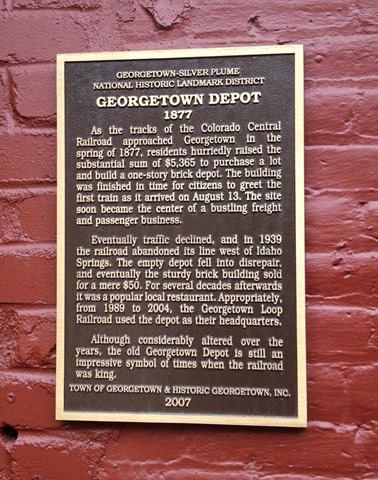 GEORGETOWN-SILVER PLUME
NATIONAL HISTORIC LANDMARK DISTRICT
GEORGETOWN DEPOT
1877
As the tracks of the Colorado Central
Railroad approached Georgetown in the
spring of 1877, residents hurriedly raised the
substantial sum of $5,365 to purchase a lot
and build a one-story brick depot. The building
was finished in time for citizens to greet the
first train as it arrived on August 13. The site
soon became the center of a bustling freight
and passenger business.
Eventually traffic declined, and in 1939
the railroad abandoned its line west of Idaho
Springs. The empty depot fell into disrepair,
and eventually the sturdy brick building sold
for a mere $50. For several decades afterwards
it was a popular local restaurant. Appropriately,
from 1989 to 2004, the Georgetown Loop
Railroad used the depot as their headquarters.
Although considerably altered over the
years, the old Georgetown Depot is still an
impressive symbol of times when the railroad
was king.
TOWN OF GEORGETOWN & HISTORIC GEORGETOWN, INC.
2007